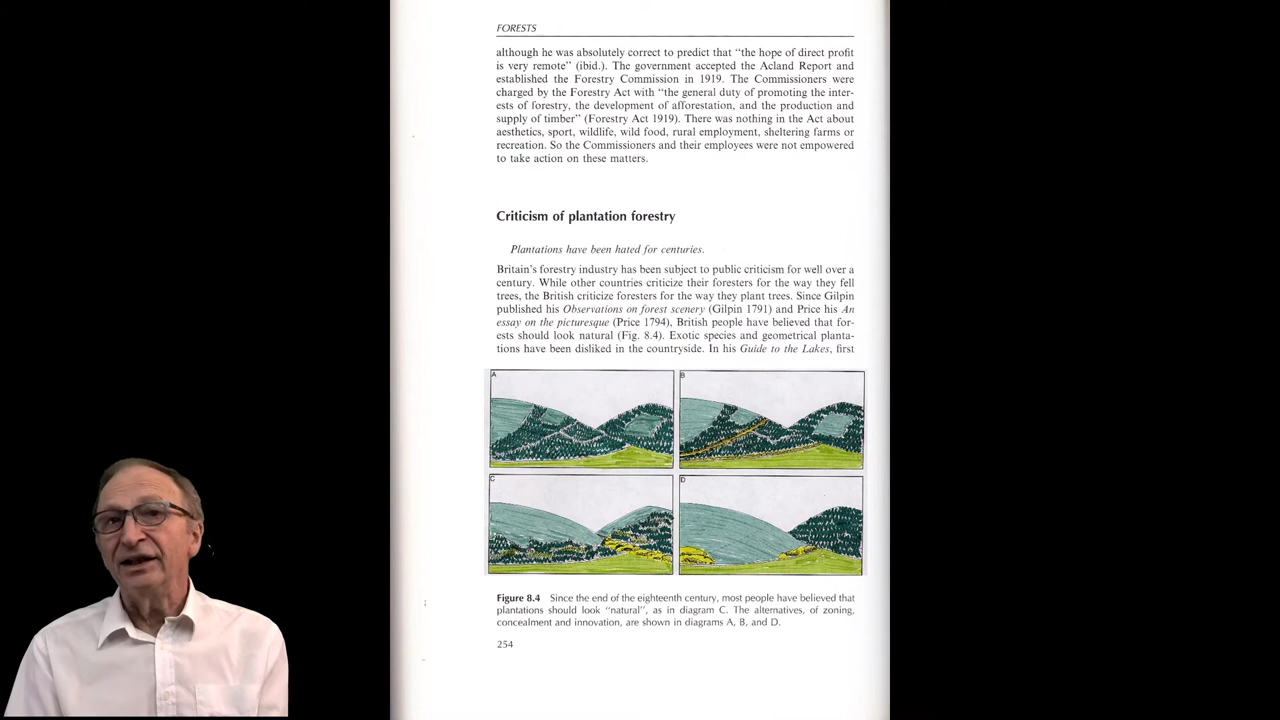 FORESTS
although he was absolutely correct to predict that “the hope of direct profit
is very remote” (ibid.). The government accepted the Acland Report and
established the Forestry Commission in 1919. The Commissioners were
charged by the Forestry Act with “the general duty of promoting the inter-
ests of forestry, the development of afforestation, and the production and
supply of timber” (Forestry Act 1919). There was nothing in the Act about
aesthetics, sport, wildlife, wild food, rural employment, sheltering farms or
recreation. So the Commissioners and their employees were not empowered
to take action on these matters.
Criticism of plantation forestry
Plantations have been hated for centuries.
Britain’s forestry industry has been subject to public criticism for well over a
century. While other countries criticize their foresters for the way they fell
trees, the British criticize foresters for the way they plant trees. Since Gilpin
published his Observations on forest scenery (Gilpin 1791) and Price his An
essay on the picturesque (Price 1794), British people have believed that for-
ests should look natural (Fig. 8.4). Exotic species and geometrical planta-
tions have been disliked in the countryside. In his Guide to the Lakes, first
A
B
C
D
Figure 8.4 Since the end of the eighteenth century, most people have believed that
plantations should look “natural”, as in diagram C. The alternatives, of zoning,
concealment and innovation, are shown in diagrams A, B, and D.
254